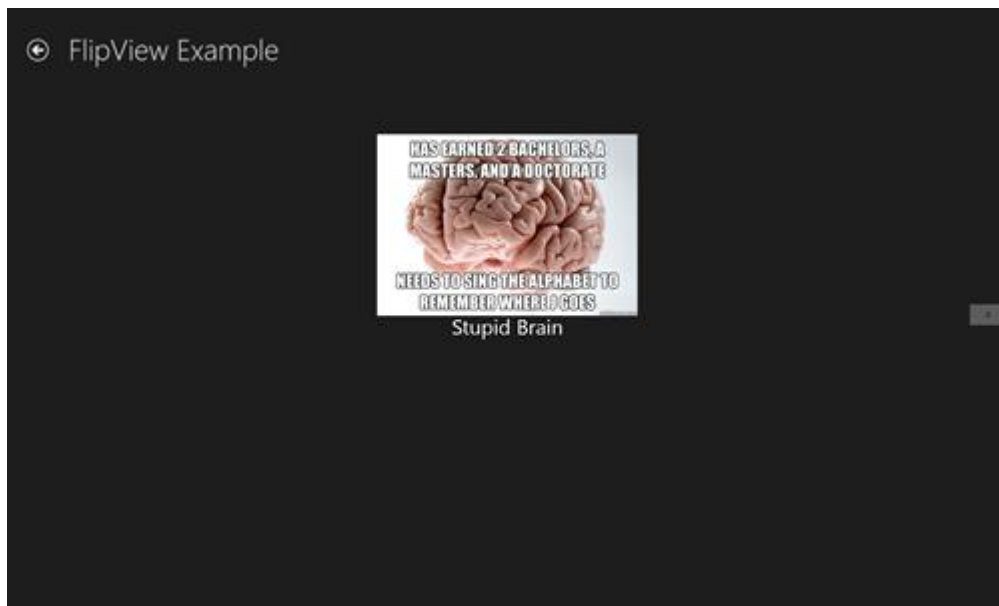 FlipView Example
HAS EARNED 2 BACHELORS, A
MASTERS, AND A DOCTORATE
NEEDS TO SING THE ALPHABET TO
REMEMBER WHERE J GOES
Stupid Brain